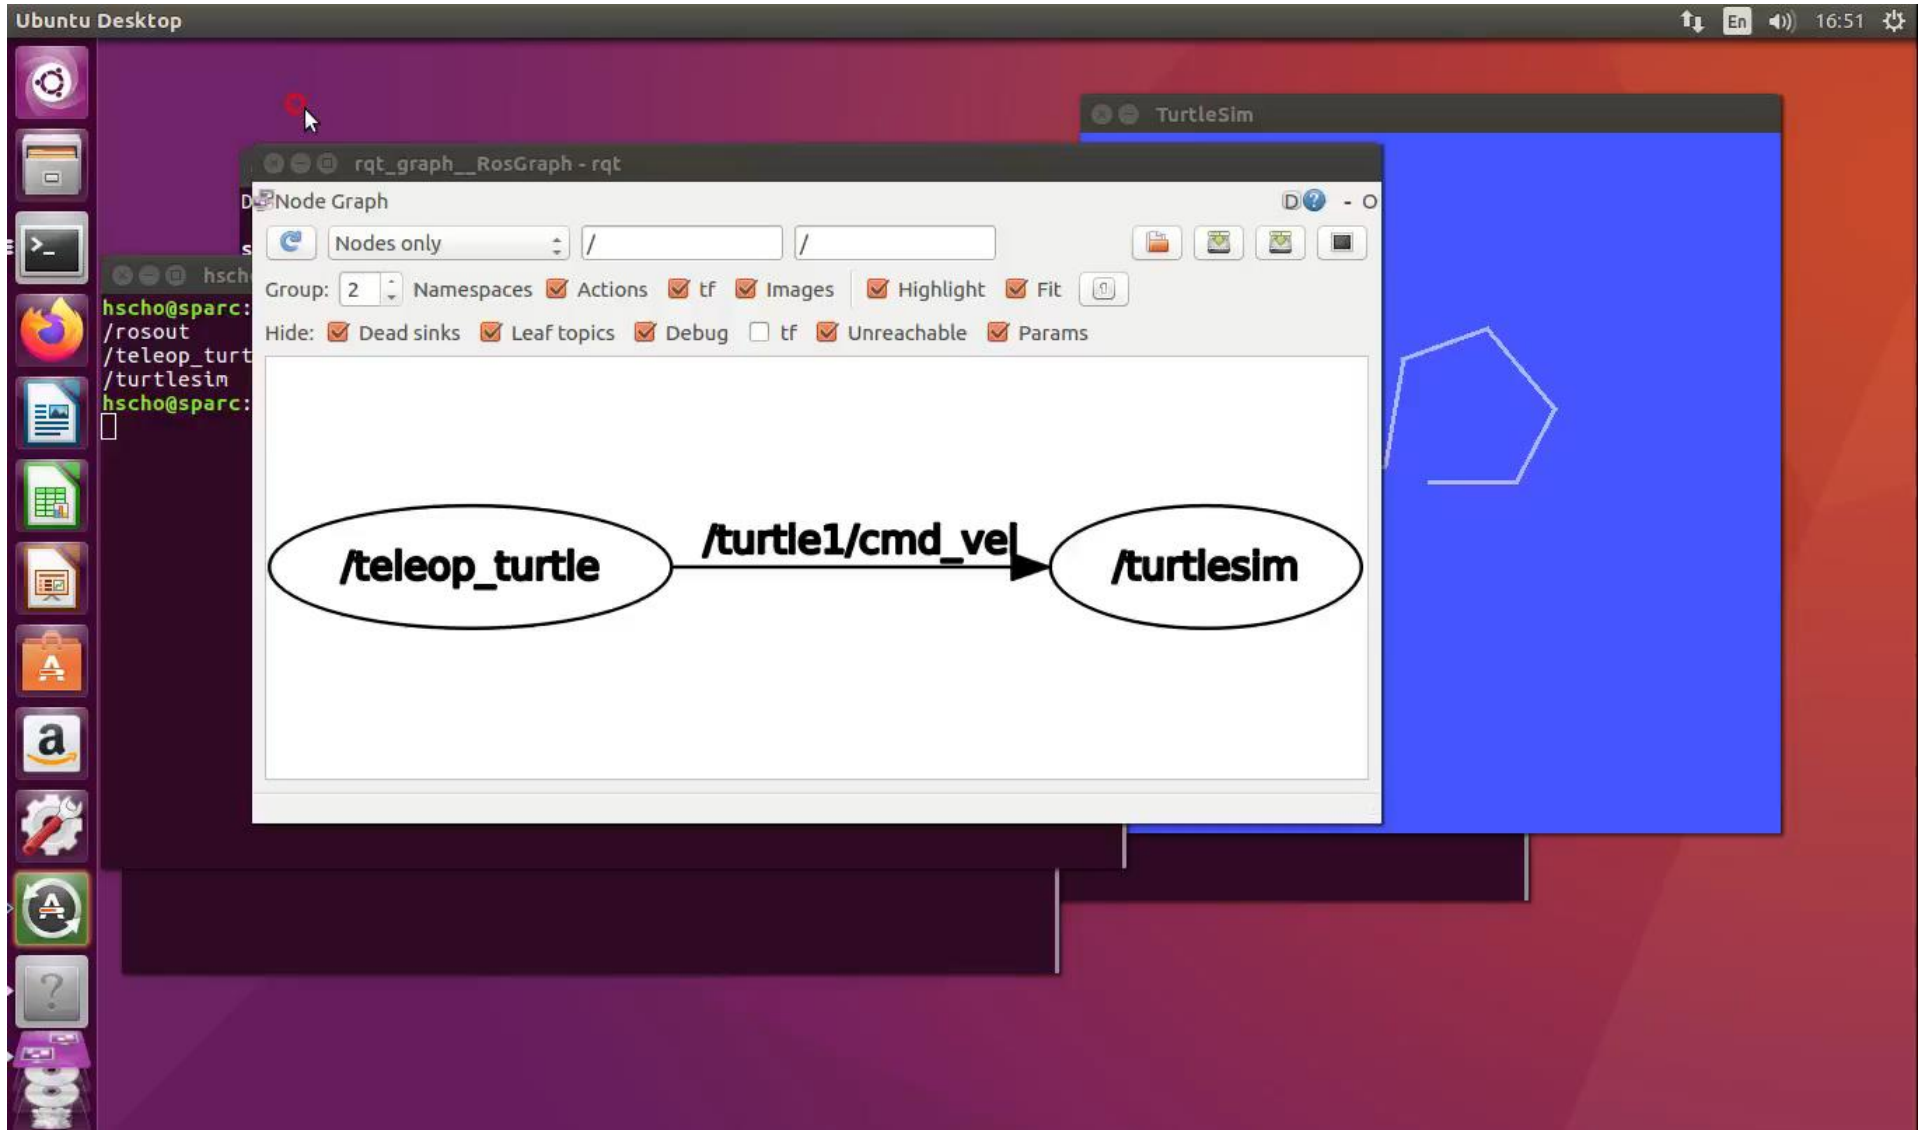 Ubuntu Desktop
En
16:51
TurtleSim
rqt_graph__RosGraph - rqt
D
Node Graph
D
- O
Nodes only
/
/
s
hsch
Group: 2 Namespaces Actions tf Images Highlight Fit
hscho@sparc:
/rosout
/teleop_turt
/turtlesim
hscho@sparc:
Hide: Dead sinks Leaf topics Debug tf Unreachable Params
/teleop_turtle
/turtle1/cmd_vel
/turtlesim